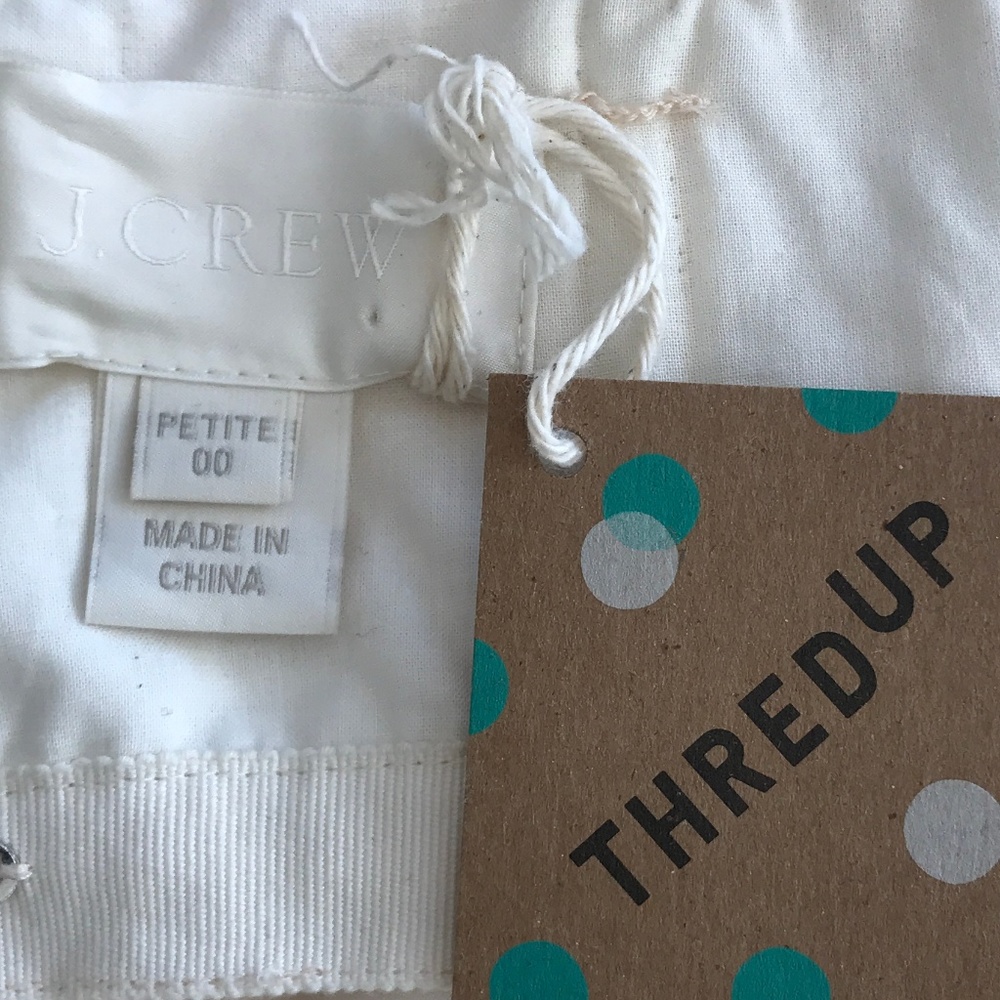 J.CREW
PETITE
00
MADE IN
CHINA
THREDUP